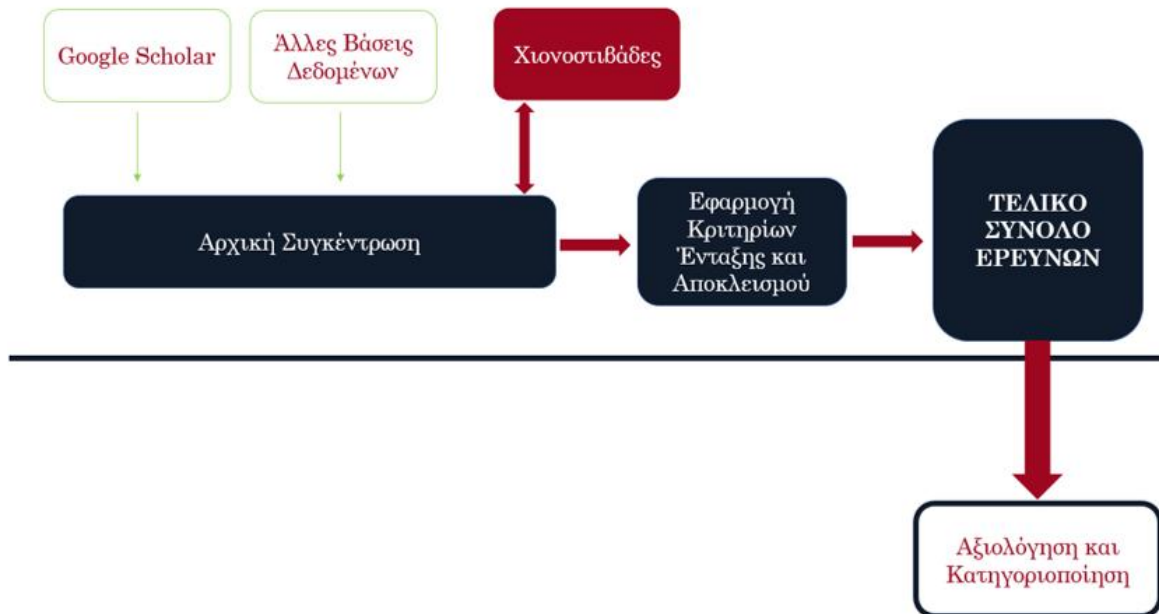 Google Scholar
Άλλες Βάσεις
Δεδομένων
Χιονοστιβάδες
Αρχική Συγκέντρωση
Εφαρμογή
Κριτηρίων
Ένταξης και
Αποκλεισμού
ΤΕΛΙΚΟ
ΣΥΝΟΛΟ
ΕΡΕΥΝΩΝ
Αξιολόγηση και
Κατηγοριοποίηση